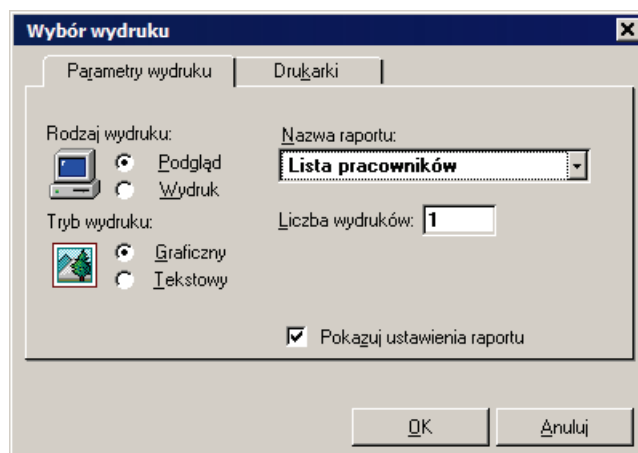 Wybór wydruku
Parametry wydruku
Drukarki
Rodzaj wydruku:
Podgląd
Wydruk
Tryb wydruku:
Graficzny
Tekstowy
Nazwa raportu:
Lista pracowników
Liczba wydruków: 1
Pokazuj ustawienia raportu
OK
Anuluj